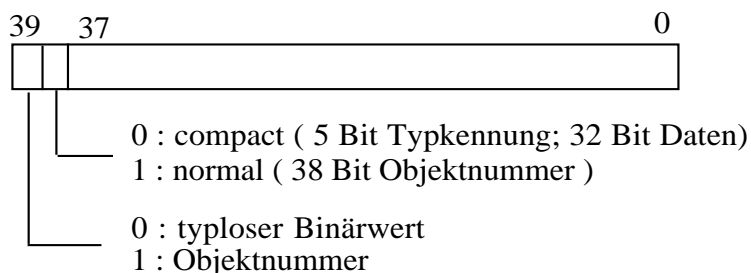 39 37 0
0 : compact ( 5 Bit Typkennung; 32 Bit Daten)
1 : normal ( 38 Bit Objektnummer )
0 : typloser Binärwert
1 : Objektnummer